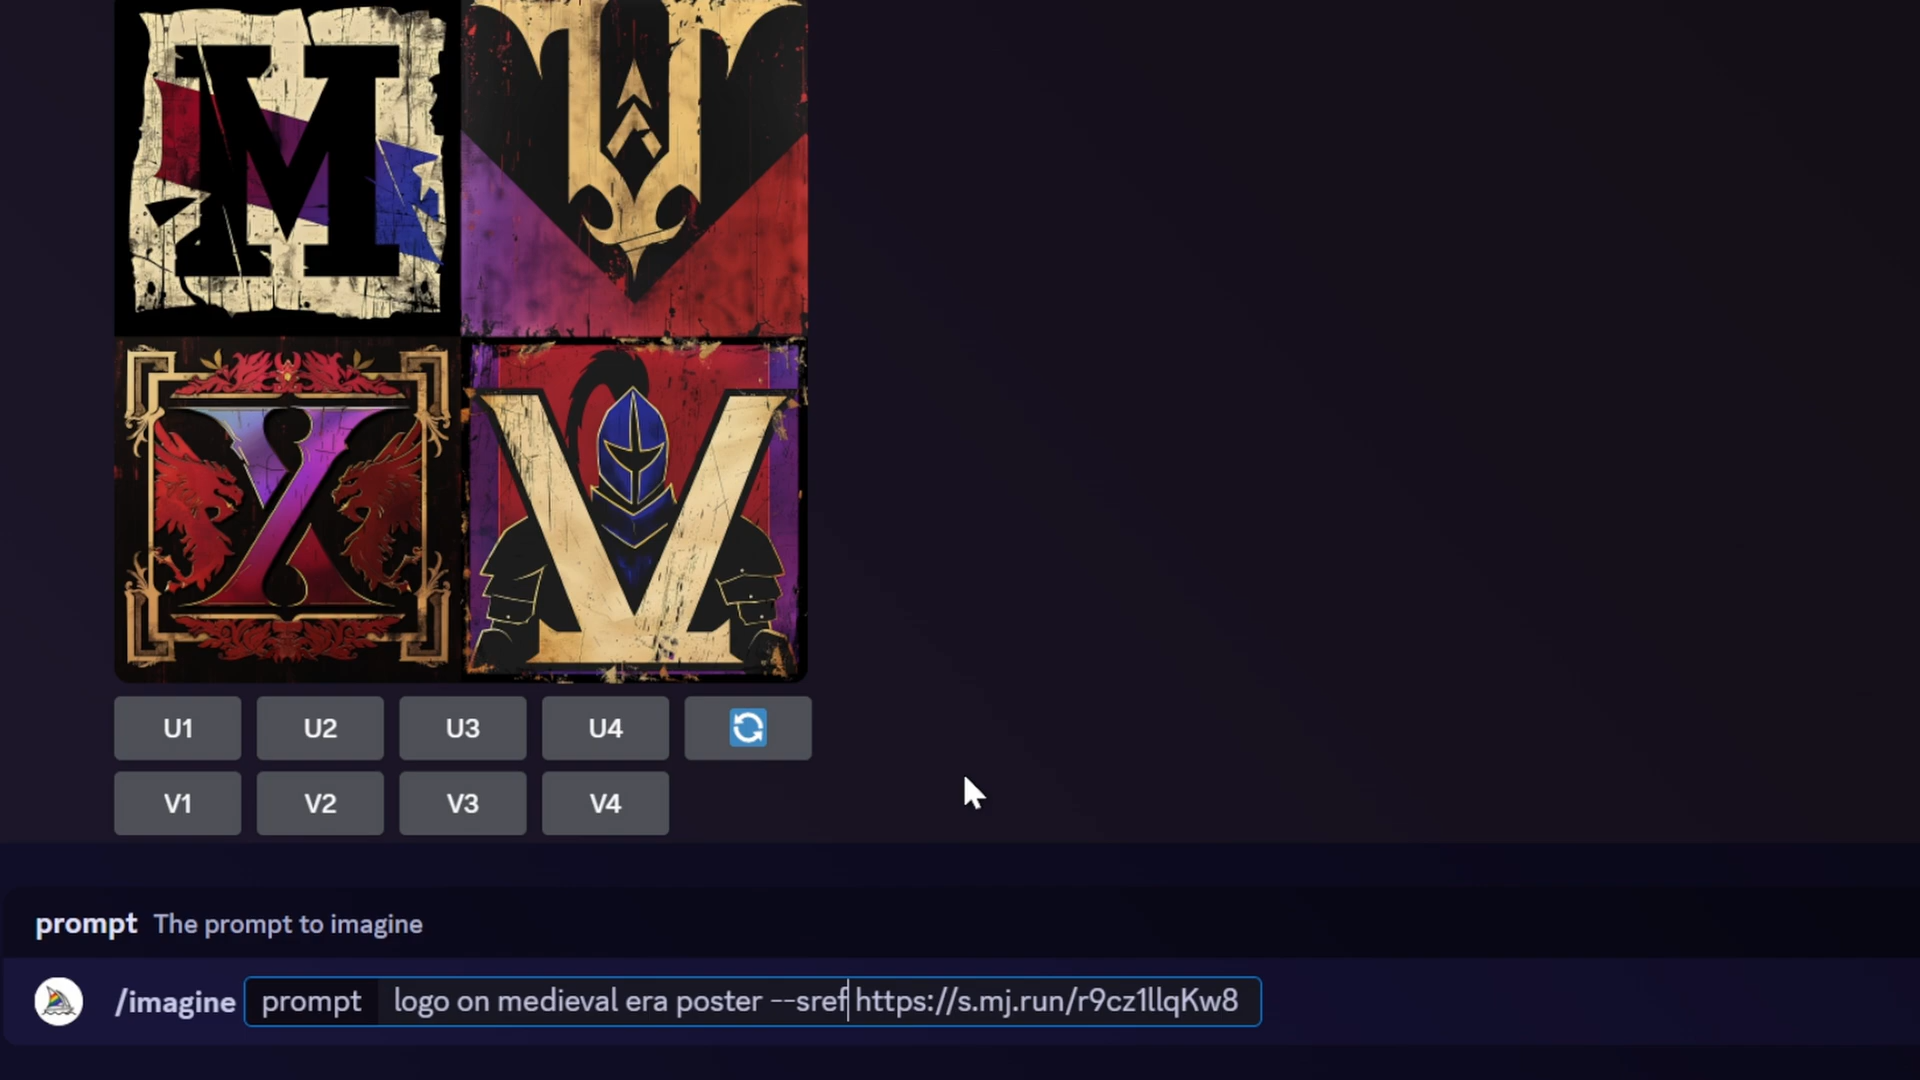 M
X
V
U1 U2 U3 U4
V1 V2 V3 V4
prompt The prompt to imagine
/imagine prompt logo on medieval era poster --sref https://s.mj.run/r9cz1llqKw8